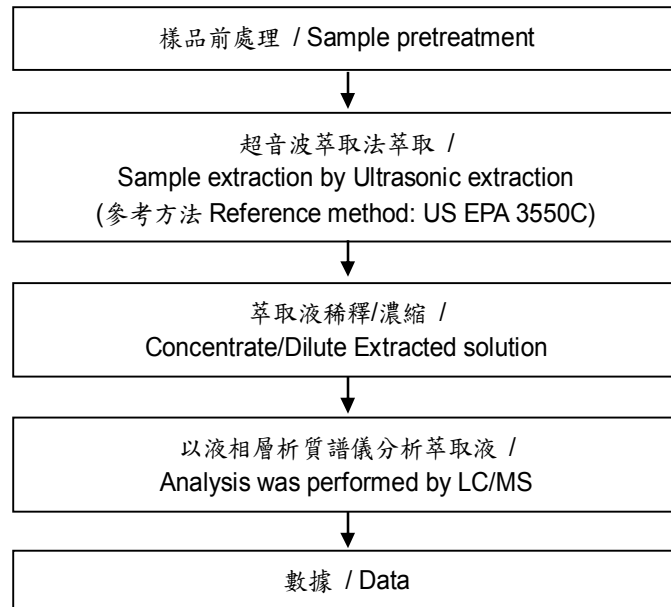 樣品前處理 / Sample pretreatment
超音波萃取法萃取 /
Sample extraction by Ultrasonic extraction
(參考方法 Reference method: US EPA 3550C)
萃取液稀釋/濃縮 /
Concentrate/Dilute Extracted solution
以液相層析質譜儀分析萃取液 /
Analysis was performed by LC/MS
數據 / Data